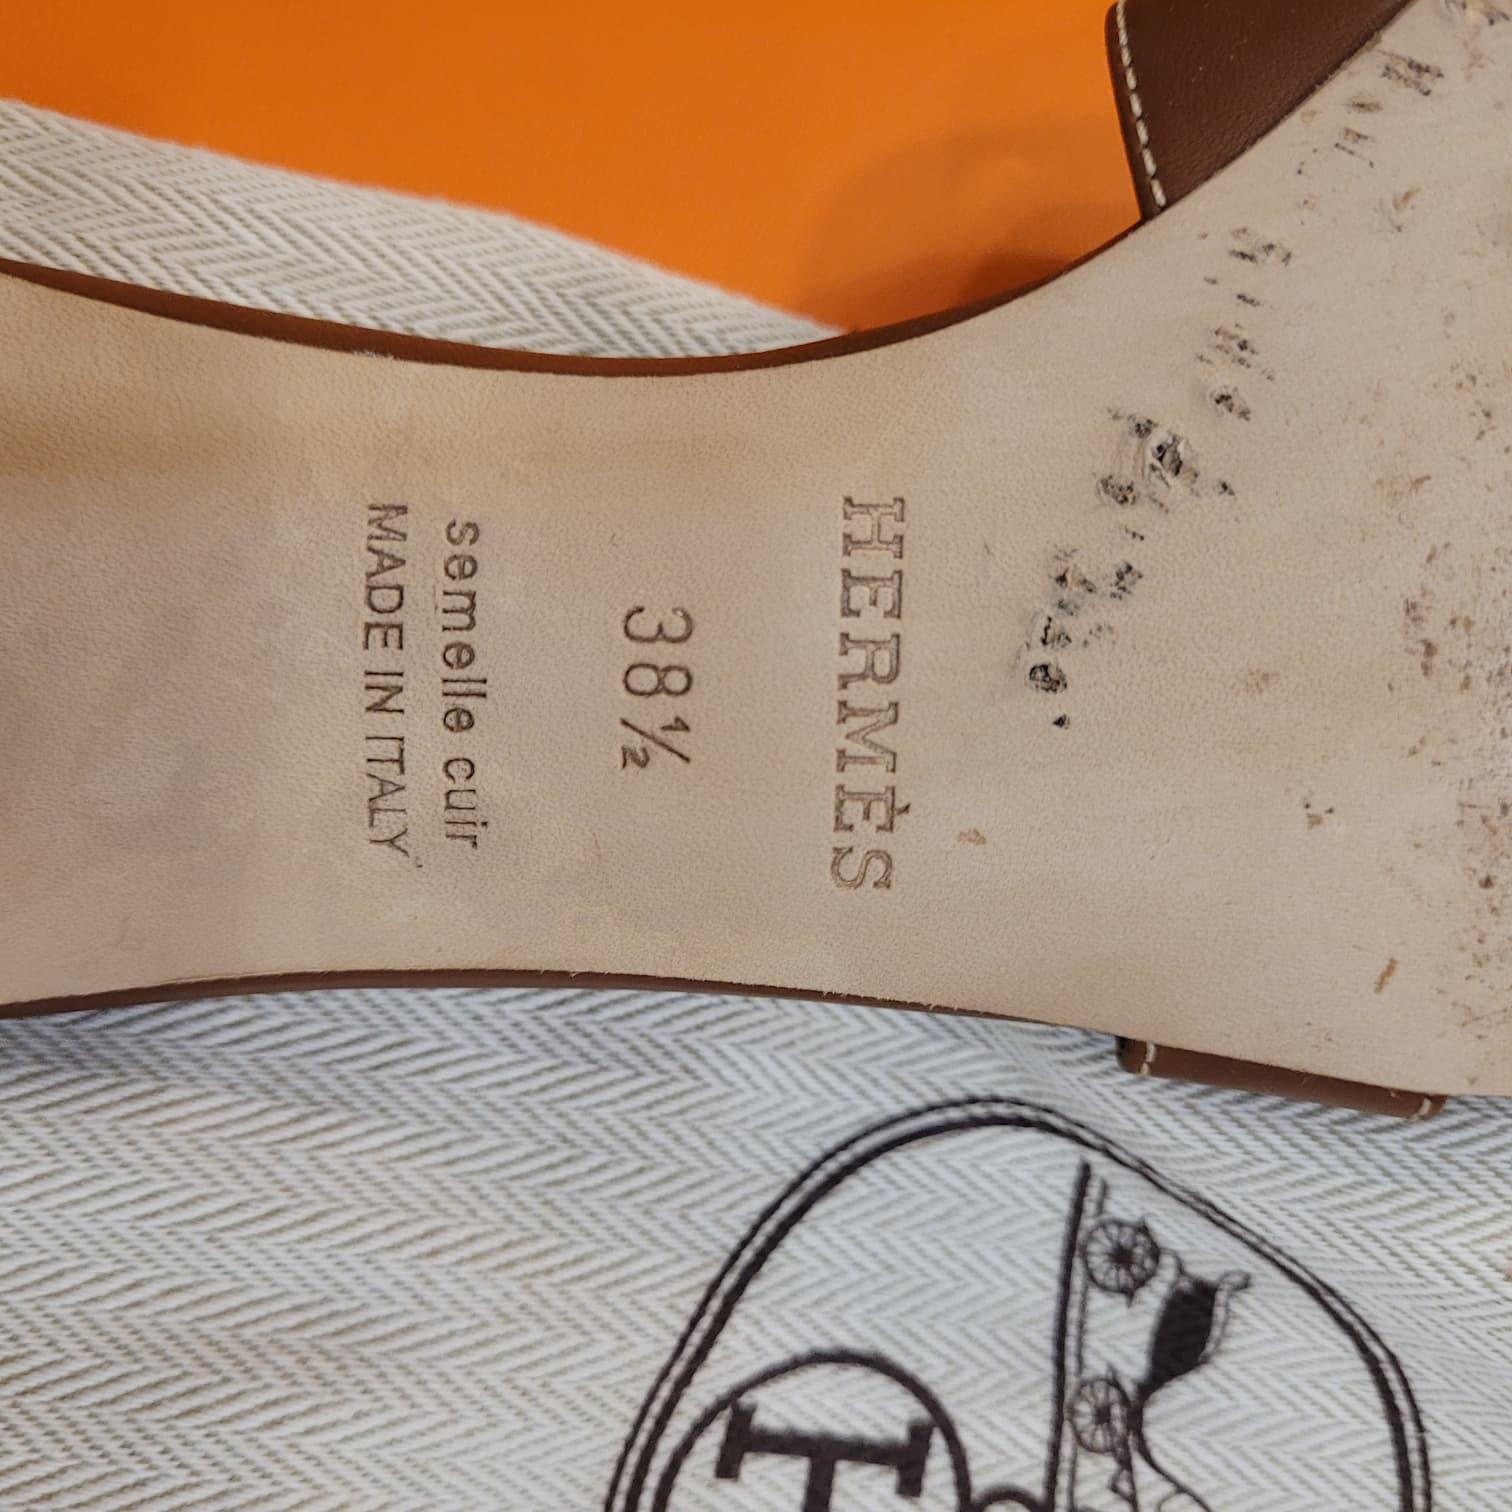 HERMÈS
38½
semelle cuir
MADE IN ITALY
H